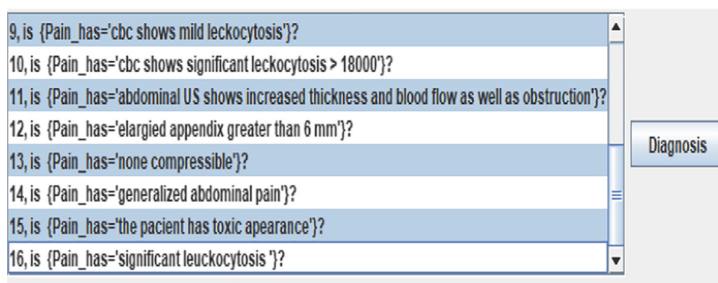 9, is {Pain_has='cbc shows mild leckocytosis'}?
10, is {Pain_has='cbc shows significant leckocytosis > 18000'}?
11, is {Pain_has='abdominal US shows increased thickness and blood flow as well as obstruction'}?
12, is {Pain_has='elargied appendix greater than 6 mm'}?
13, is {Pain_has='none compressible'}?
14, is {Pain_has='generalized abdominal pain'}?
15, is {Pain_has='the pacient has toxic apearance'}?
16, is {Pain_has='significant leuckocytosis '}?
Diagnosis